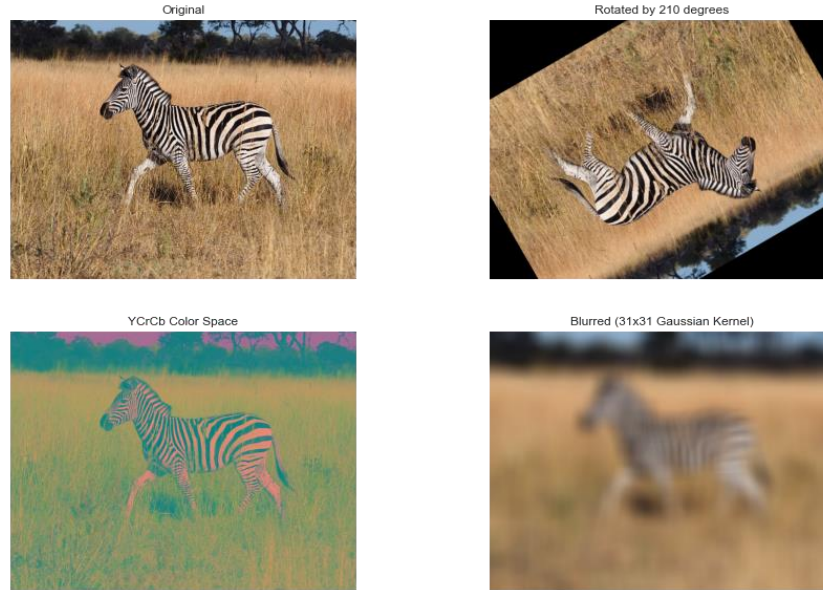 Original
Rotated by 210 degrees
YCrCb Color Space
Blurred (31x31 Gaussian Kernel)